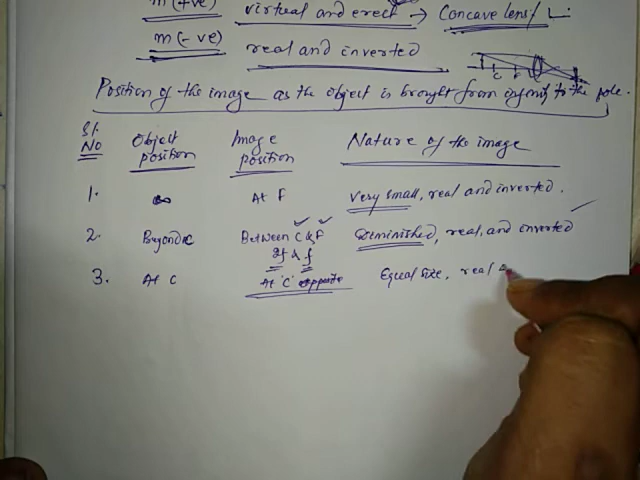 m(+ve) virtual and erect → Concave lens/
m(-ve) real and inverted
C F
Position of the image as the object is brought from infinity to the pole.
Sl. No Object position Image position Nature of the image
1. ∞ At F Very small, real and inverted.
2. Beyond C Between C & F Diminished, real, and inverted
2f & f
3. At C At 'C' opposite Equal size, real